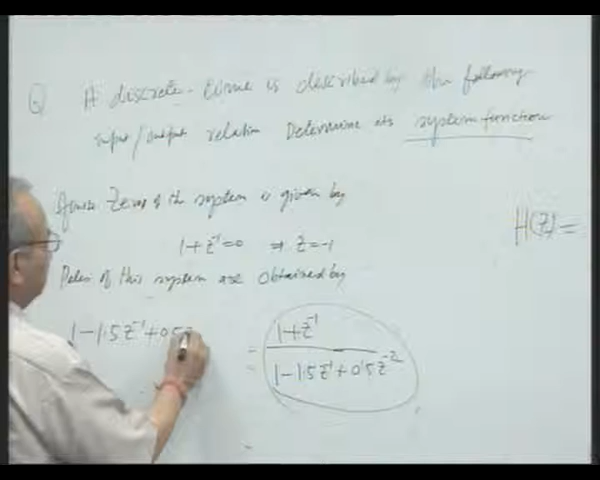 Q A discrete-time is described by the following
input/output relation Determine its system function
zeros of the system is given by
1+z⁻¹=0 ⇒ z=-1
H(z)=
Poles of this system are obtained by
1-1.5z⁻¹+0.5z
= 1+z⁻¹
= 1-1.5z⁻¹+0.5z⁻²